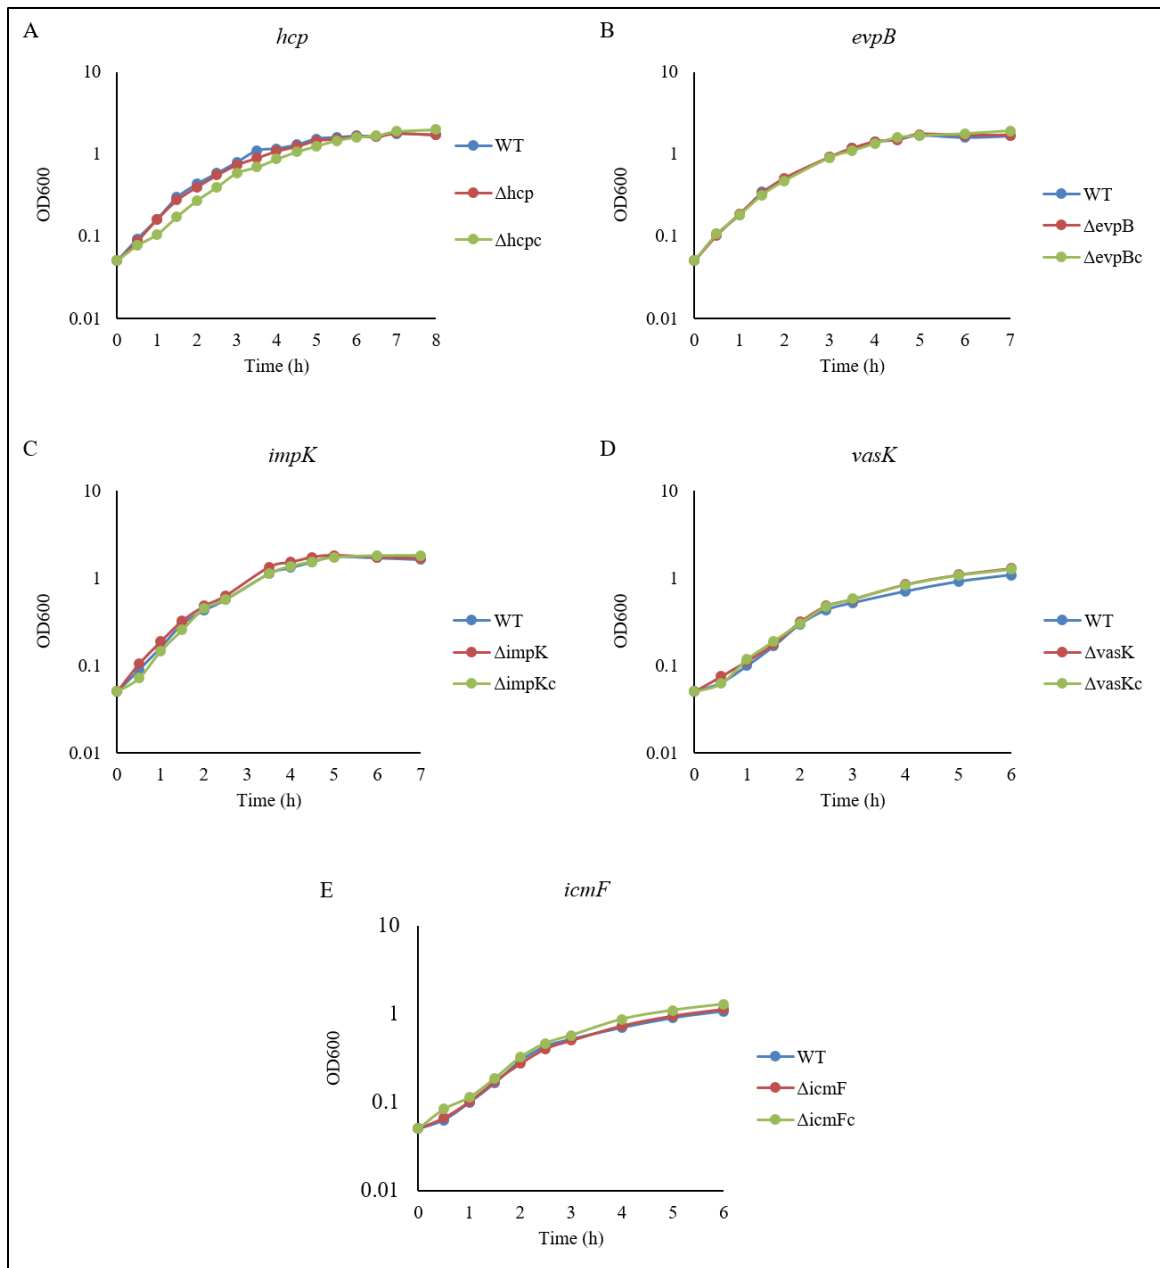 A
hcp
10
1
0.1
0.01
OD600
0 1 2 3 4 5 6 7 8
Time (h)
WT
Δhcp
Δhcpc
B
evpB
10
1
0.1
0.01
OD600
0 1 2 3 4 5 6 7
Time (h)
WT
ΔevpB
ΔevpBc
C
impK
10
1
0.1
0.01
OD600
0 1 2 3 4 5 6 7
Time (h)
WT
ΔimpK
ΔimpKc
D
vasK
10
1
0.1
0.01
OD600
0 1 2 3 4 5 6
Time (h)
WT
ΔvasK
ΔvasKc
E
icmF
10
1
0.1
0.01
OD600
0 1 2 3 4 5 6
Time (h)
WT
ΔicmF
ΔicmFc